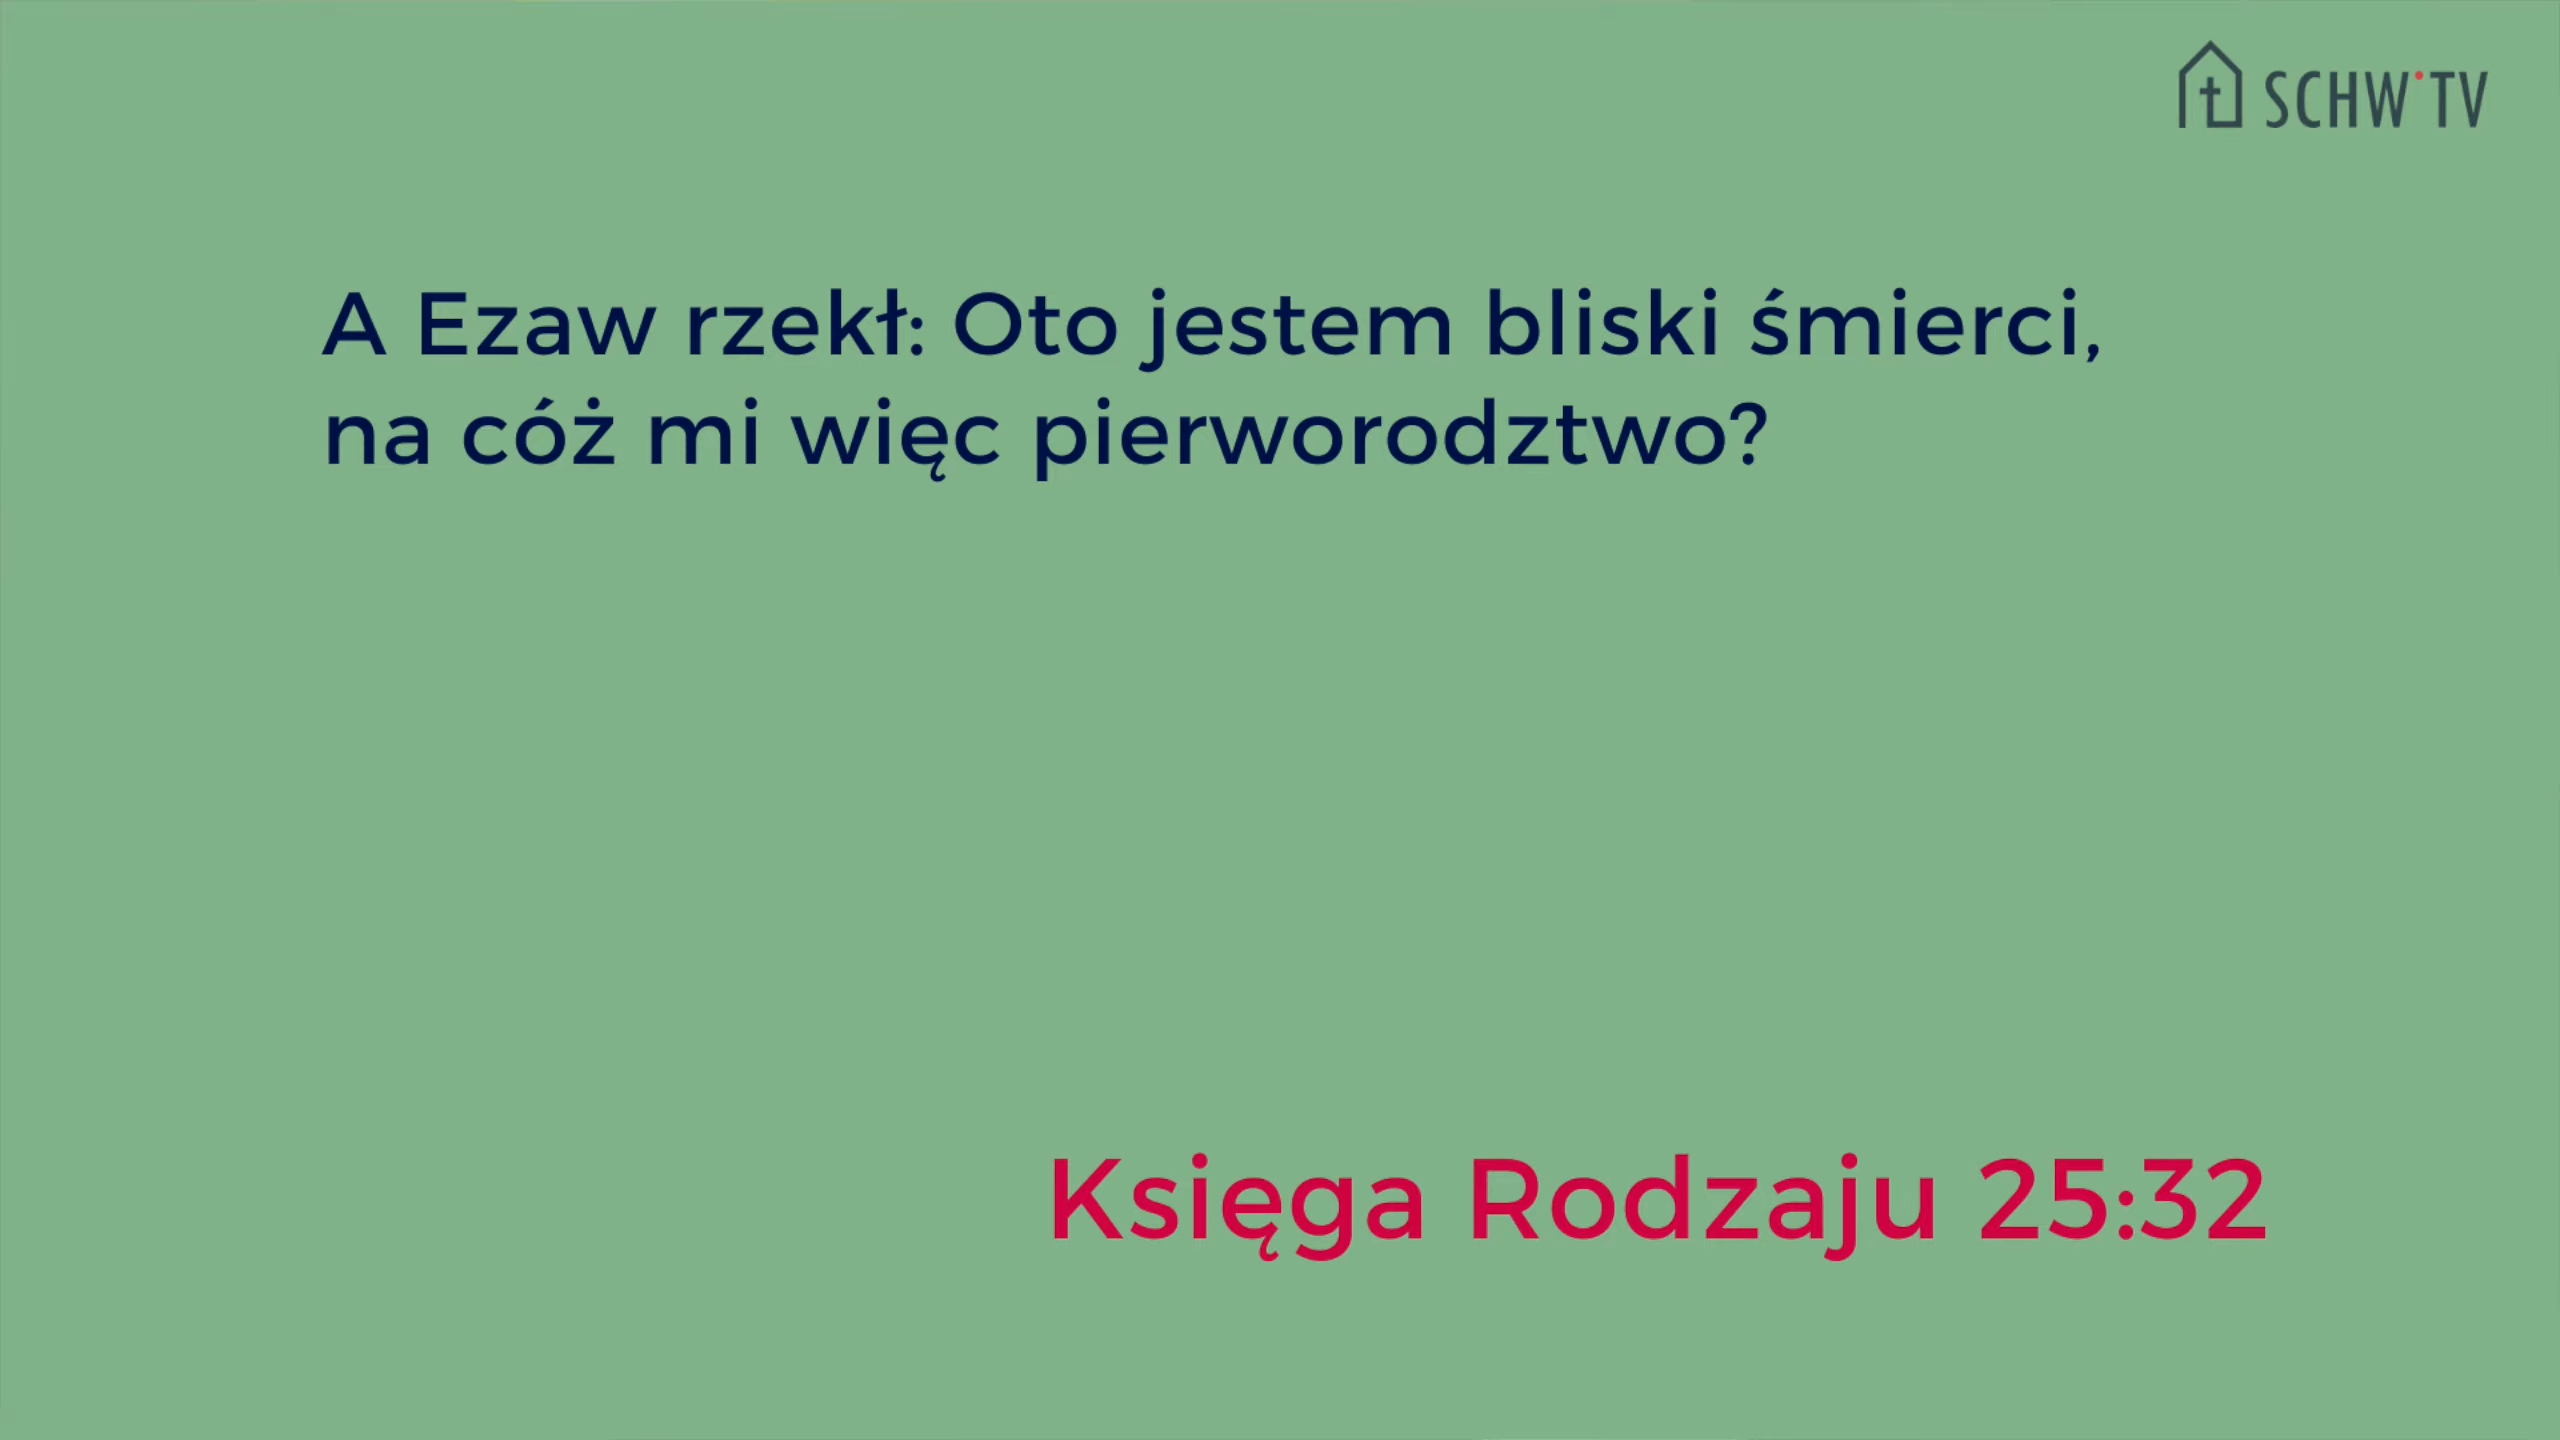 SCHW TV
A Ezaw rzekł: Oto jestem bliski śmierci,
na cóż mi więc pierworodztwo?
Księga Rodzaju 25:32